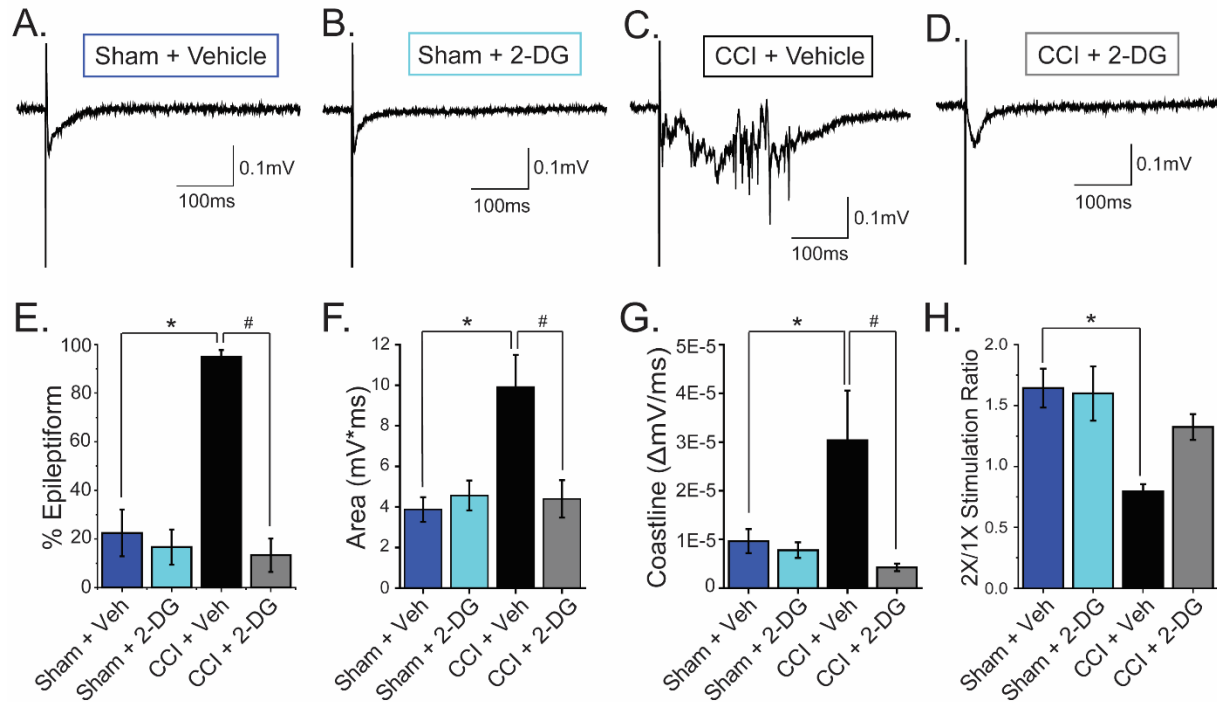 A.
Sham + Vehicle
0.1mV
100ms
B.
Sham + 2-DG
0.1mV
100ms
C.
CCI + Vehicle
0.1mV
100ms
D.
CCI + 2-DG
0.1mV
100ms
E.
% Epileptiform
100
80
60
40
20
0
*
#
Sham + Veh
Sham + 2-DG
CCI + Veh
CCI + 2-DG
F.
Area (mV*ms)
12
10
8
6
4
2
0
*
#
Sham + Veh
Sham + 2-DG
CCI + Veh
CCI + 2-DG
G.
Coastline (ΔmV/ms)
5E-5
4E-5
3E-5
2E-5
1E-5
0
*
#
Sham + Veh
Sham + 2-DG
CCI + Veh
CCI + 2-DG
H.
2X/1X Stimulation Ratio
2.0
1.5
1.0
0.5
0.0
*
Sham + Veh
Sham + 2-DG
CCI + Veh
CCI + 2-DG